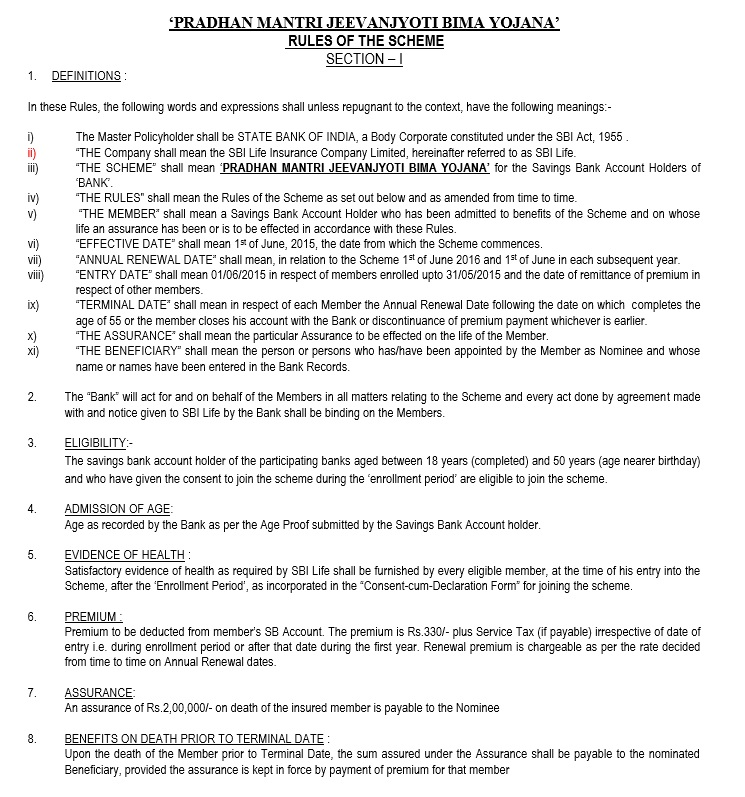 ‘PRADHAN MANTRI JEEVANJYOTI BIMA YOJANA’
RULES OF THE SCHEME
SECTION – I
1. DEFINITIONS :
In these Rules, the following words and expressions shall unless repugnant to the context, have the following meanings:-
i) The Master Policyholder shall be STATE BANK OF INDIA, a Body Corporate constituted under the SBI Act, 1955 .
ii) “THE Company shall mean the SBI Life Insurance Company Limited, hereinafter referred to as SBI Life.
iii) “THE SCHEME” shall mean ‘PRADHAN MANTRI JEEVANJYOTI BIMA YOJANA’ for the Savings Bank Account Holders of
‘BANK’.
iv) “THE RULES” shall mean the Rules of the Scheme as set out below and as amended from time to time.
v) “THE MEMBER” shall mean a Savings Bank Account Holder who has been admitted to benefits of the Scheme and on whose
life an assurance has been or is to be effected in accordance with these Rules.
vi) “EFFECTIVE DATE” shall mean 1st of June, 2015, the date from which the Scheme commences.
vii) “ANNUAL RENEWAL DATE” shall mean, in relation to the Scheme 1st of June 2016 and 1st of June in each subsequent year.
viii) “ENTRY DATE” shall mean 01/06/2015 in respect of members enrolled upto 31/05/2015 and the date of remittance of premium in
respect of other members.
ix) “TERMINAL DATE” shall mean in respect of each Member the Annual Renewal Date following the date on which completes the
age of 55 or the member closes his account with the Bank or discontinuance of premium payment whichever is earlier.
x) “THE ASSURANCE” shall mean the particular Assurance to be effected on the life of the Member.
xi) “THE BENEFICIARY” shall mean the person or persons who has/have been appointed by the Member as Nominee and whose
name or names have been entered in the Bank Records.
2. The “Bank” will act for and on behalf of the Members in all matters relating to the Scheme and every act done by agreement made
with and notice given to SBI Life by the Bank shall be binding on the Members.
3. ELIGIBILITY:-
The savings bank account holder of the participating banks aged between 18 years (completed) and 50 years (age nearer birthday)
and who have given the consent to join the scheme during the ‘enrollment period’ are eligible to join the scheme.
4. ADMISSION OF AGE:
Age as recorded by the Bank as per the Age Proof submitted by the Savings Bank Account holder.
5. EVIDENCE OF HEALTH :
Satisfactory evidence of health as required by SBI Life shall be furnished by every eligible member, at the time of his entry into the
Scheme, after the ‘Enrollment Period’, as incorporated in the “Consent-cum-Declaration Form” for joining the scheme.
6. PREMIUM :
Premium to be deducted from member’s SB Account. The premium is Rs.330/- plus Service Tax (if payable) irrespective of date of
entry i.e. during enrollment period or after that date during the first year. Renewal premium is chargeable as per the rate decided
from time to time on Annual Renewal dates.
7. ASSURANCE:
An assurance of Rs.2,00,000/- on death of the insured member is payable to the Nominee
8. BENEFITS ON DEATH PRIOR TO TERMINAL DATE :
Upon the death of the Member prior to Terminal Date, the sum assured under the Assurance shall be payable to the nominated
Beneficiary, provided the assurance is kept in force by payment of premium for that member